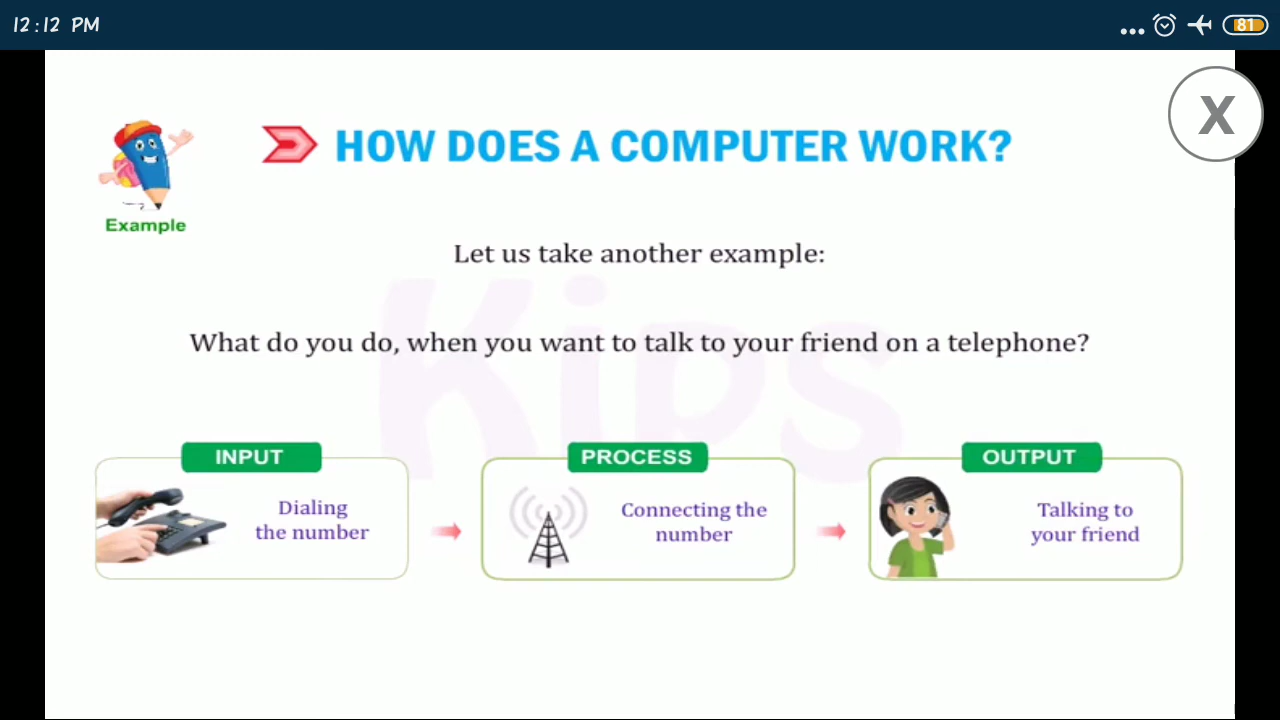 12:12 PM
81
X
HOW DOES A COMPUTER WORK?
Example
Let us take another example:
Kips
What do you do, when you want to talk to your friend on a telephone?
INPUT
Dialing
the number
PROCESS
Connecting the
number
OUTPUT
Talking to
your friend